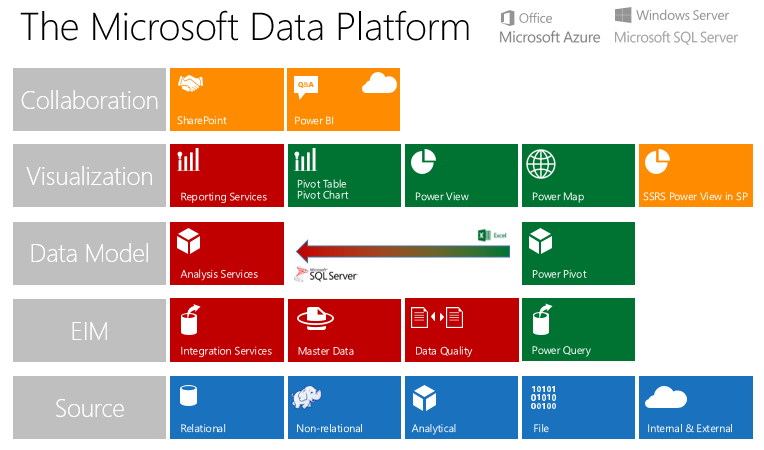 The Microsoft Data Platform
Office
Windows Server
Microsoft Azure
Microsoft SQL Server
Collaboration
SharePoint
Q&A
Power BI
Visualization
Reporting Services
Pivot Table
Pivot Chart
Power View
Power Map
SSRS Power View in SP
Data Model
Analysis Services
Excel
Microsoft
SQL Server
Power Pivot
EIM
Integration Services
Master Data
Data Quality
Power Query
Source
Relational
Non-relational
Analytical
10101
01010
00100
File
Internal & External